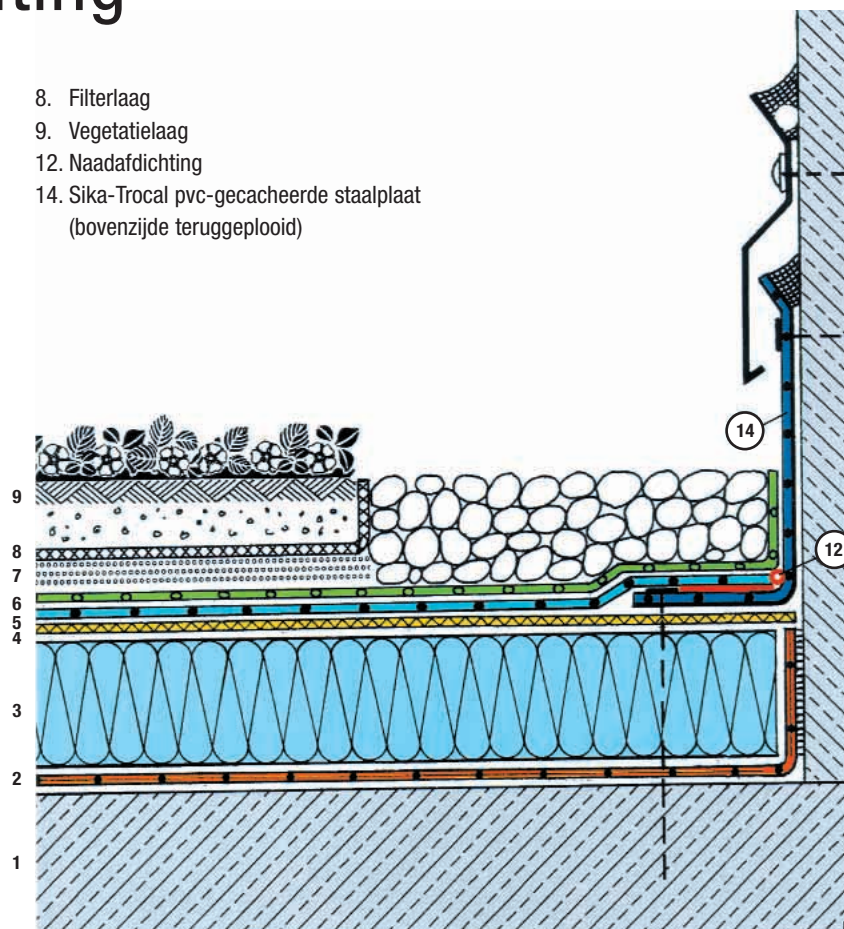 8. Filterlaag
9. Vegetatielaag
12. Naadafdichting
14. Sika-Trocal pvc-gecacheerde staalplaat
(bovenzijde teruggeplooid)
14
9
12
8
7
6
5
4
3
2
1